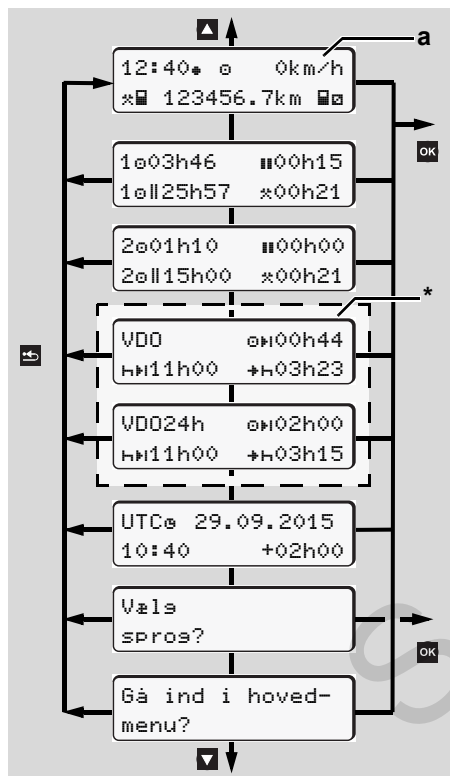 a
12:40 0km/h
123456.7km
OK
1 03h46 00h15
1 25h57 00h21
2 01h10 00h00
2 15h00 00h21
*
VDO 00h44
11h00 03h23
VDO24h 02h00
11h00 03h15
UTC 29.09.2015
10:40 +02h00
Vælg
sprog?
OK
Gå ind i hoved-
menu?